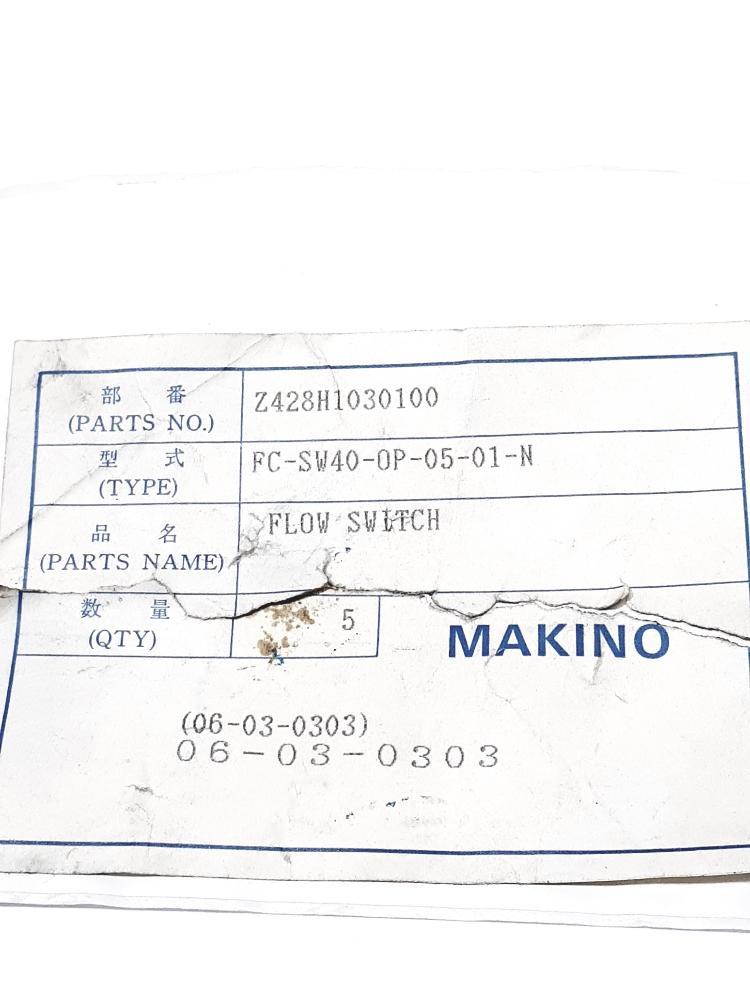 部 番 Z428H1030100
(PARTS NO.)
型 式 FC-SW40-OP-05-01-N
(TYPE)
品 名 FLOW SWITCH
(PARTS NAME)
数 量 5
(QTY)
MAKINO
(06-03-0303)
06-03-0303